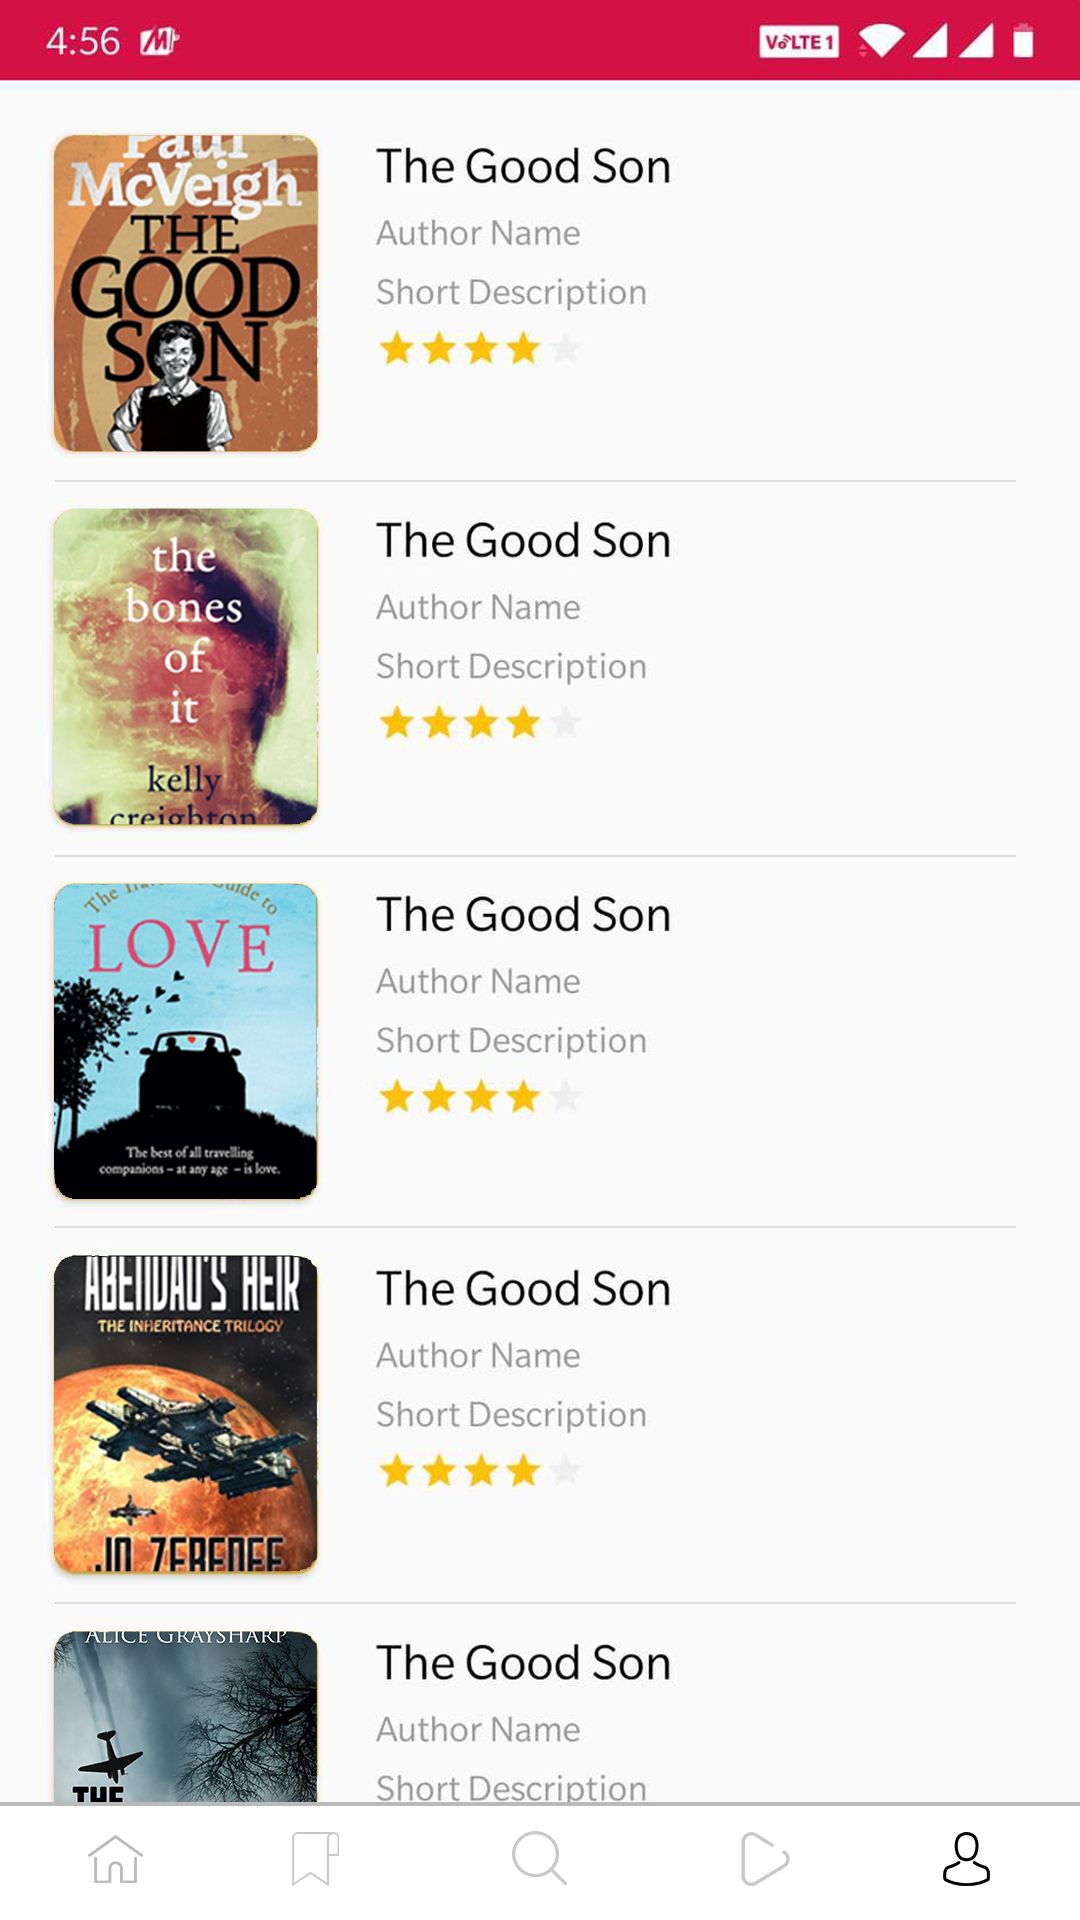 4:56 VoLTE 1
Paul
McVeigh
THE
GOOD
SON
The Good Son
Author Name
Short Description
the
bones
of
it
kelly
creighton
The Good Son
Author Name
Short Description
The Guide to
LOVE
The best of all travelling
companions – at any age – is love.
The Good Son
Author Name
Short Description
ABENDAU'S HEIR
THE INHERITANCE TRILOGY
The Good Son
Author Name
Short Description
ALICE GRAYSHARP
THE
The Good Son
Author Name
Short Description